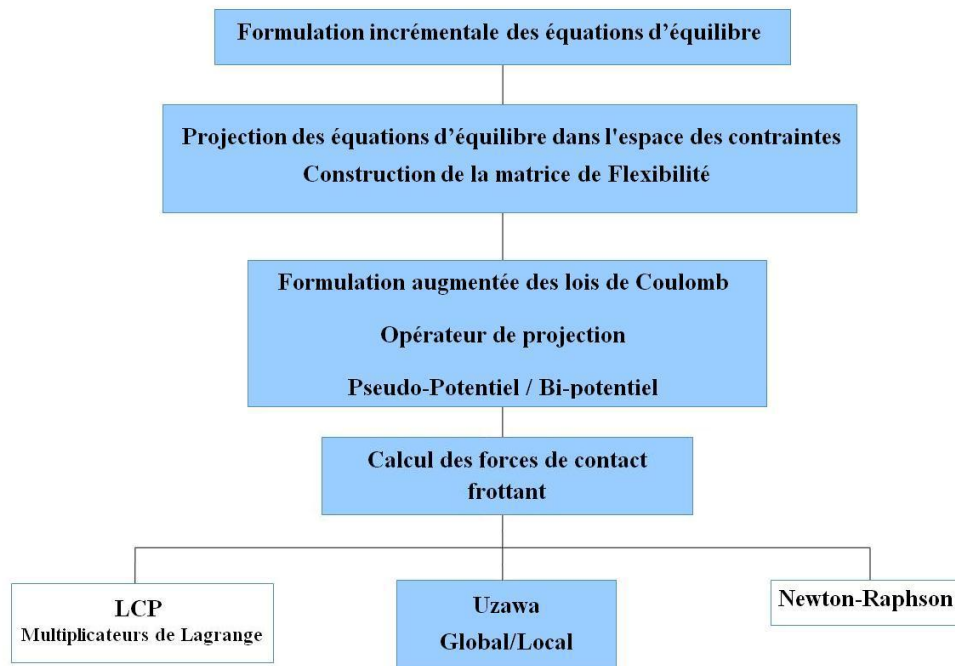 Formulation incrémentale des équations d’équilibre
Projection des équations d’équilibre dans l'espace des contraintes
Construction de la matrice de Flexibilité
Formulation augmentée des lois de Coulomb
Opérateur de projection
Pseudo-Potentiel / Bi-potentiel
Calcul des forces de contact
frottant
LCP
Multiplicateurs de Lagrange
Uzawa
Global/Local
Newton-Raphson